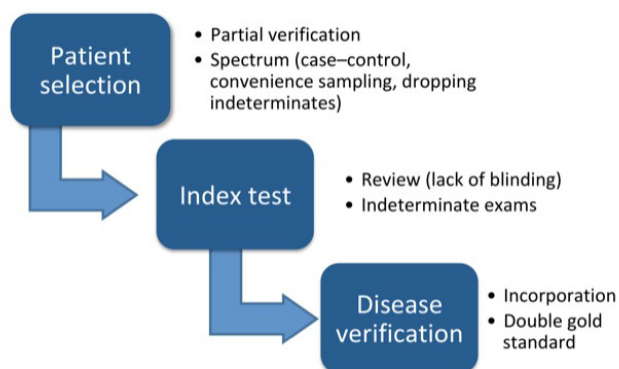 Patient
selection
• Partial verification
• Spectrum (case–control,
convenience sampling, dropping
indeterminates)
Index test
• Review (lack of blinding)
• Indeterminate exams
Disease
verification
• Incorporation
• Double gold
standard